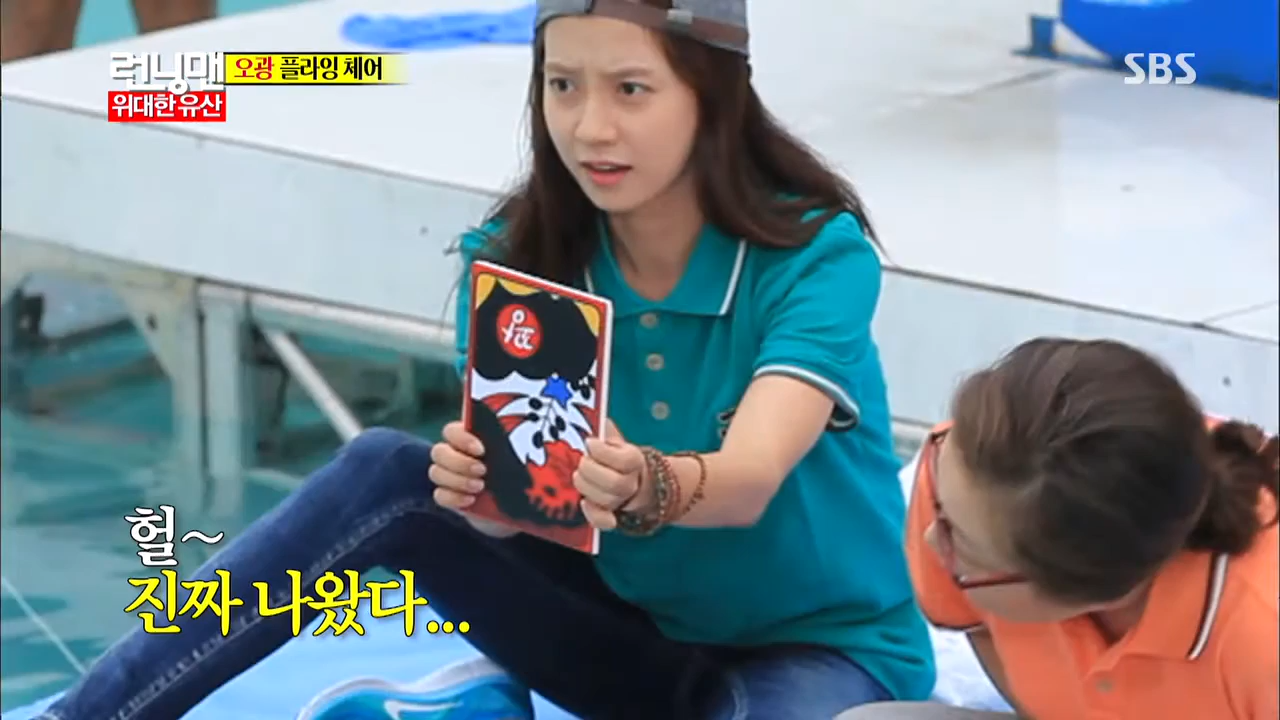 런닝맨 오광 플라잉 체어
위대한 유산
SBS
光
헐~
진짜 나왔다...